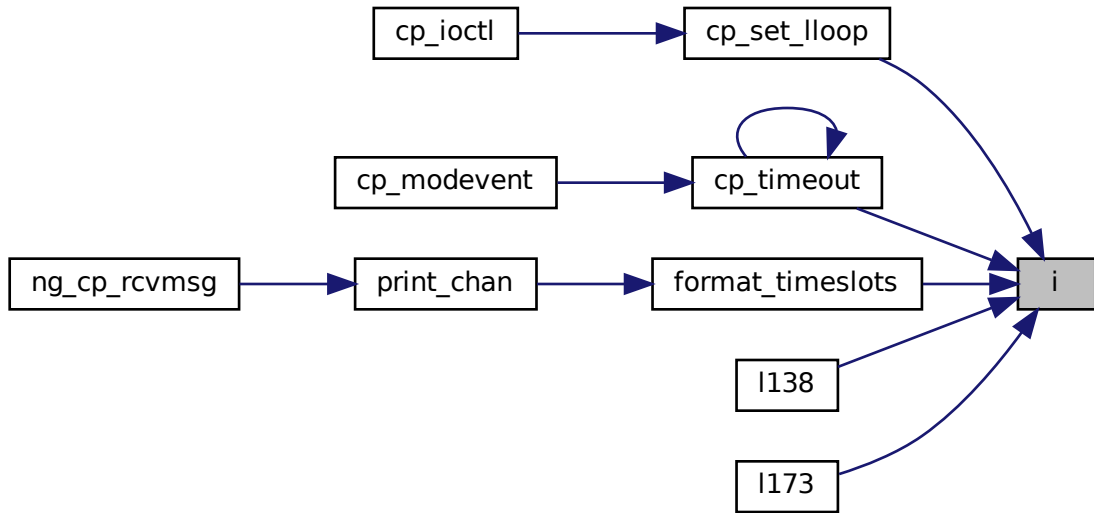 cp_ioctl
cp_set_lloop
cp_modevent
cp_timeout
ng_cp_rcvmsg
print_chan
format_timeslots
i
l138
l173